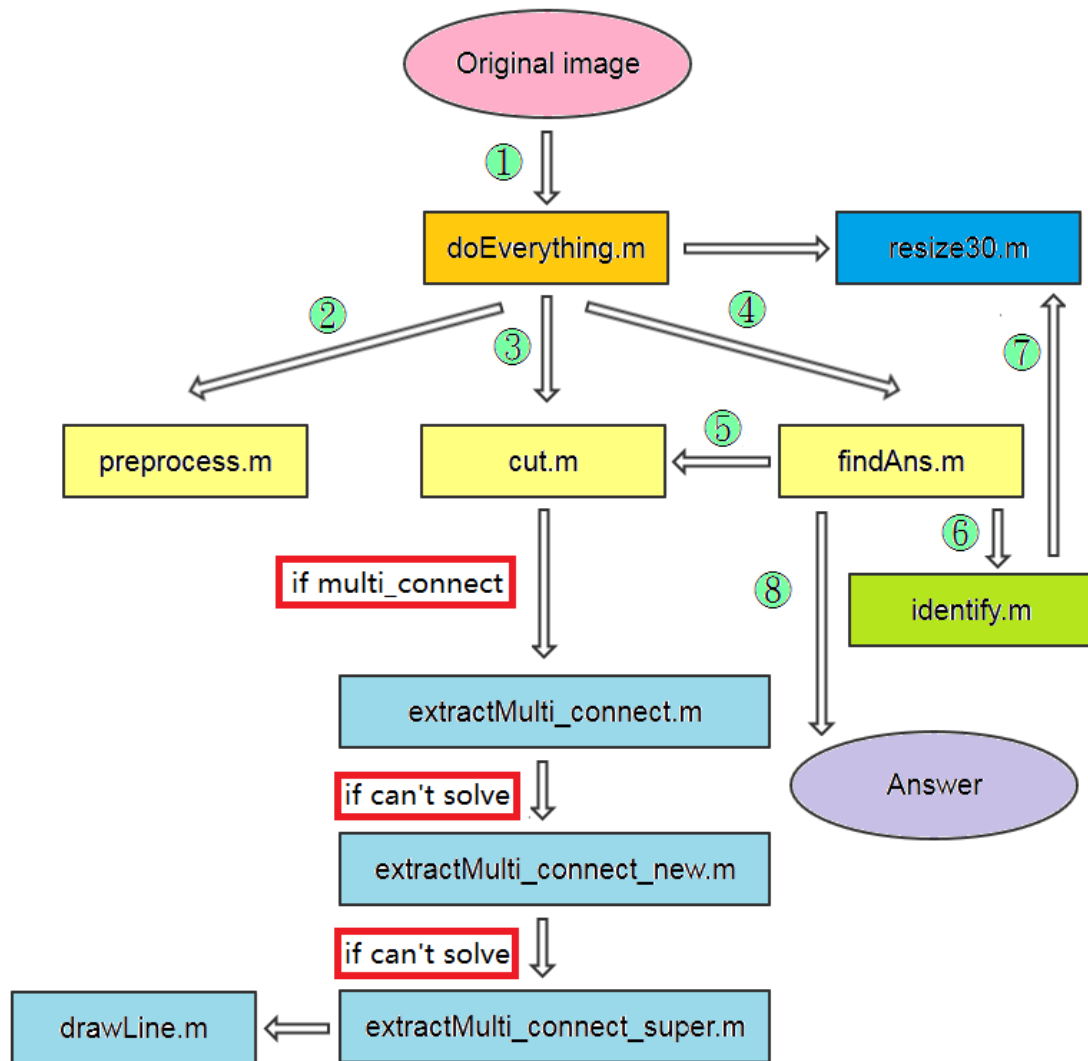 Original image
①
doEverything.m
resize30.m
②
③
④
⑦
preprocess.m
cut.m
⑤
findAns.m
⑥
if multi_connect
⑧
identify.m
extractMulti_connect.m
if can't solve
Answer
extractMulti_connect_new.m
if can't solve
drawLine.m
extractMulti_connect_super.m